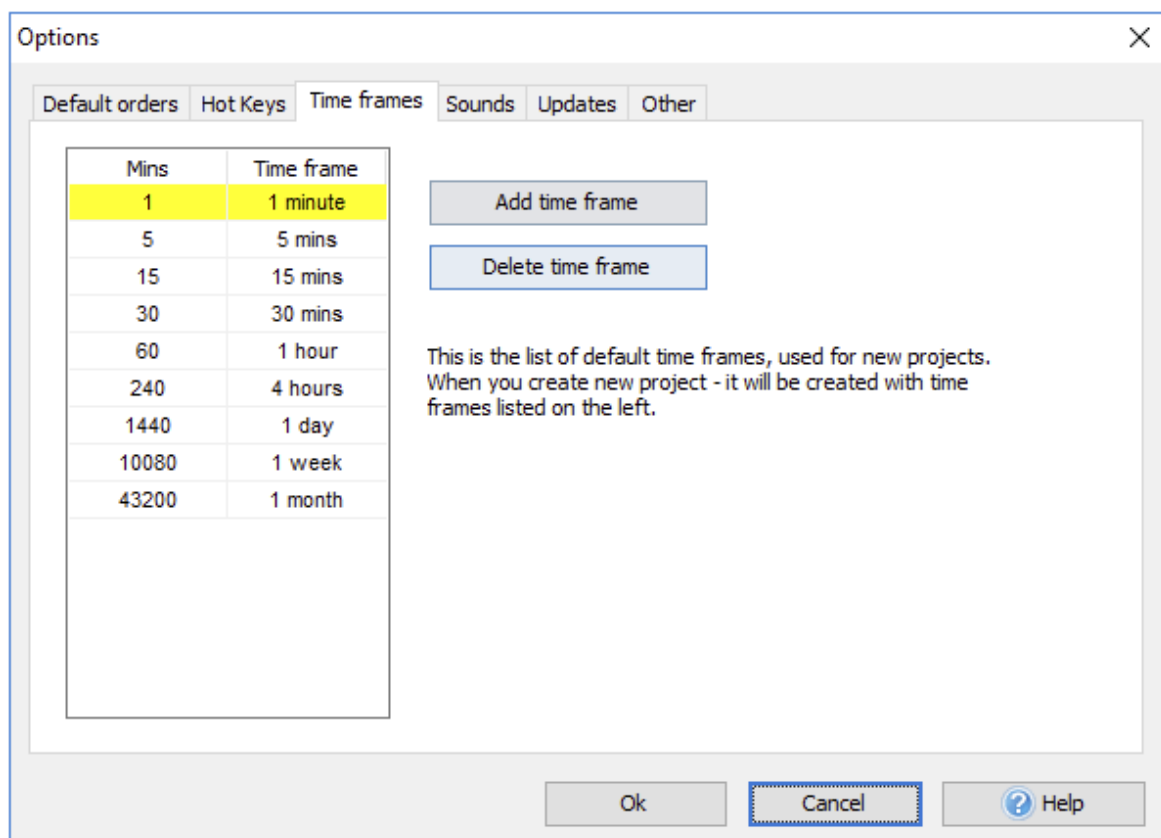 Options
Default orders Hot Keys Time frames Sounds Updates Other
Mins Time frame
1 1 minute
5 5 mins
15 15 mins
30 30 mins
60 1 hour
240 4 hours
1440 1 day
10080 1 week
43200 1 month
Add time frame
Delete time frame
This is the list of default time frames, used for new projects.
When you create new project - it will be created with time
frames listed on the left.
Ok Cancel ? Help